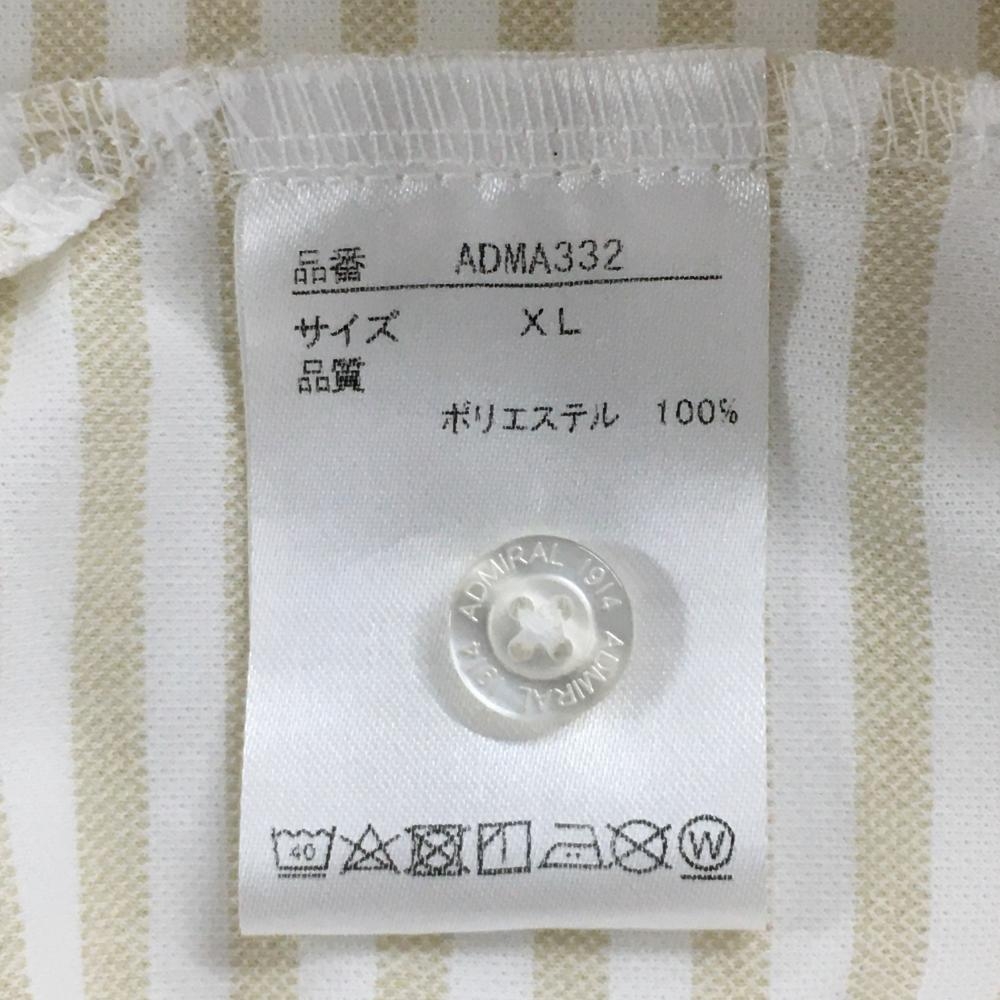 品番 ADMA332
サイズ XL
品質
ポリエステル 100%
ADMIRAL 1914 ADMIRAL 1914
40
W